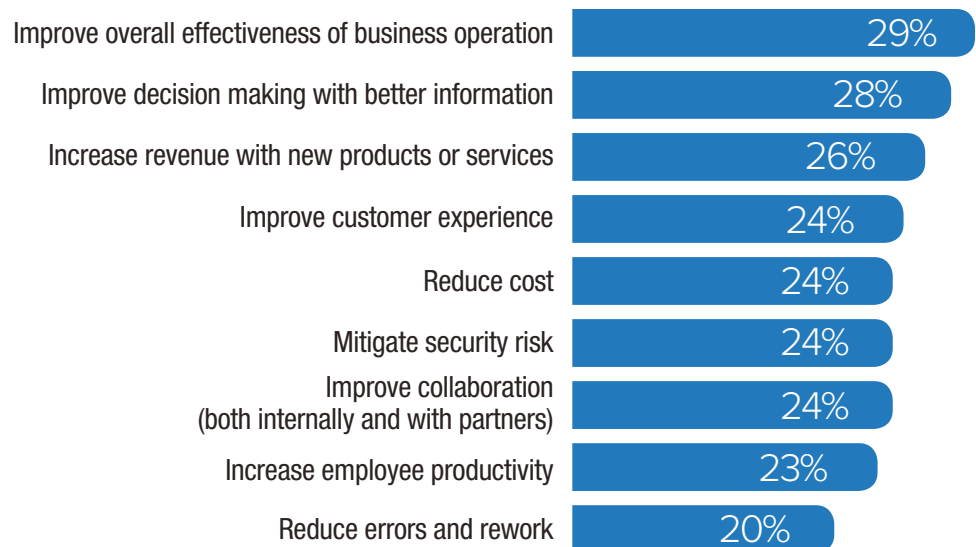 Improve overall effectiveness of business operation 29%
Improve decision making with better information 28%
Increase revenue with new products or services 26%
Improve customer experience 24%
Reduce cost 24%
Mitigate security risk 24%
Improve collaboration
(both internally and with partners) 24%
Increase employee productivity 23%
Reduce errors and rework 20%